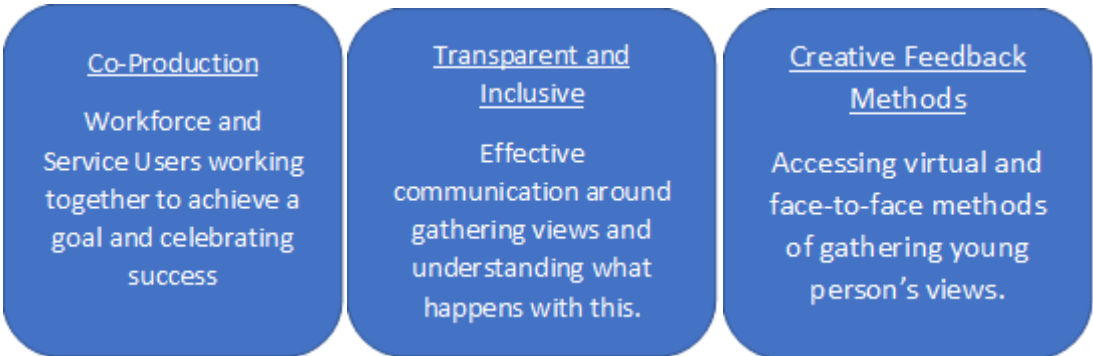 Co-Production
Workforce and
Service Users working
together to achieve a
goal and celebrating
success
Transparent and
Inclusive
Effective
communication around
gathering views and
understanding what
happens with this.
Creative Feedback
Methods
Accessing virtual and
face-to-face methods
of gathering young
person’s views.